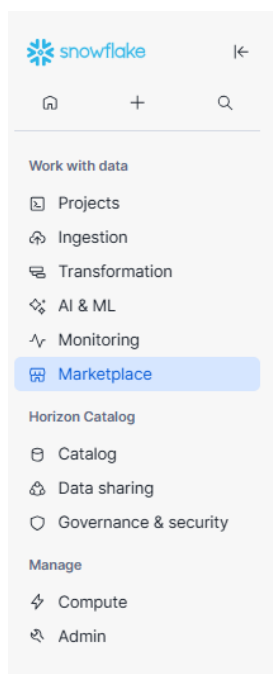 snowflake
Work with data
Projects
Ingestion
Transformation
AI & ML
Monitoring
Marketplace
Horizon Catalog
Catalog
Data sharing
Governance & security
Manage
Compute
Admin